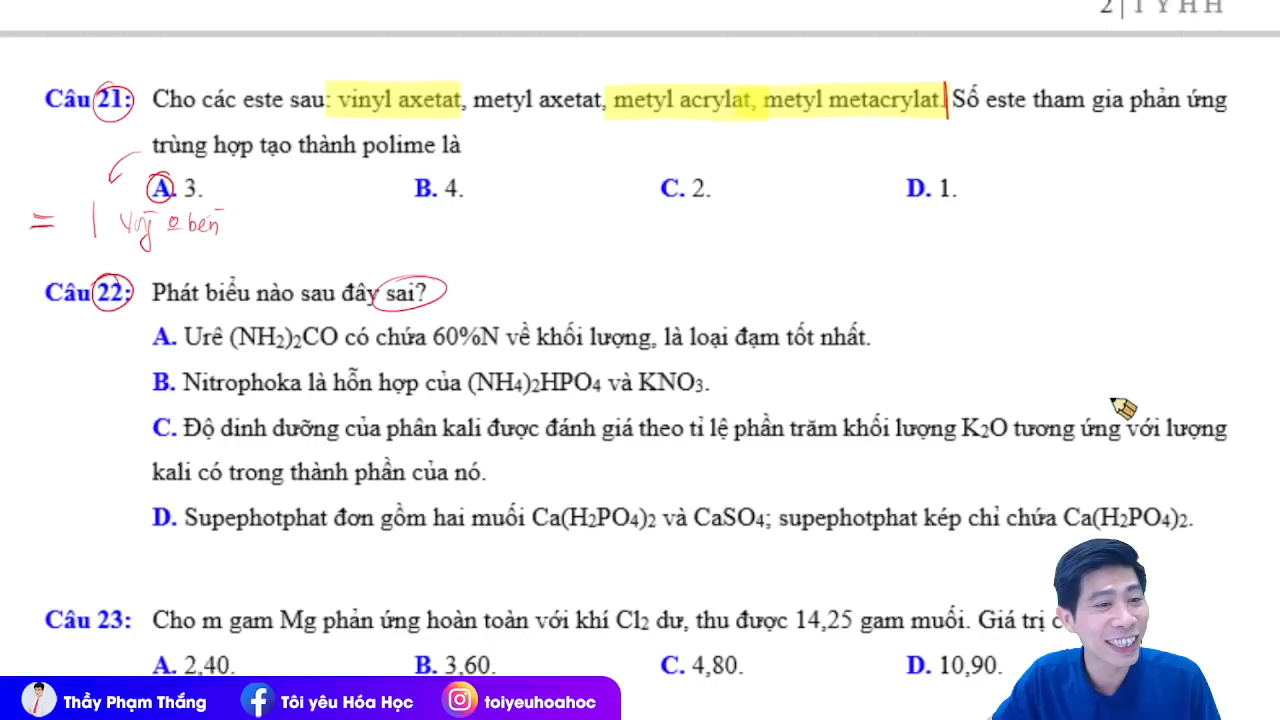 2 | T Y H H
Câu 21: Cho các este sau: vinyl axetat, metyl axetat, metyl acrylat, metyl metacrylat. Số este tham gia phản ứng
trùng hợp tạo thành polime là
A. 3. B. 4. C. 2. D. 1.
= 1
Câu 22: Phát biểu nào sau đây sai?
A. Urê (NH2)2CO có chứa 60%N về khối lượng, là loại đạm tốt nhất.
B. Nitrophoka là hỗn hợp của (NH4)2HPO4 và KNO3.
C. Độ dinh dưỡng của phân kali được đánh giá theo tỉ lệ phần trăm khối lượng K2O tương ứng với lượng
kali có trong thành phần của nó.
D. Supephotphat đơn gồm hai muối Ca(H2PO4)2 và CaSO4; supephotphat kép chỉ chứa Ca(H2PO4)2.
Câu 23: Cho m gam Mg phản ứng hoàn toàn với khí Cl2 dư, thu được 14,25 gam muối. Giá trị
A. 2,40. B. 3,60. C. 4,80. D. 10,90.
Thầy Phạm Thắng Tôi yêu Hóa Học toiyeuhoahoc